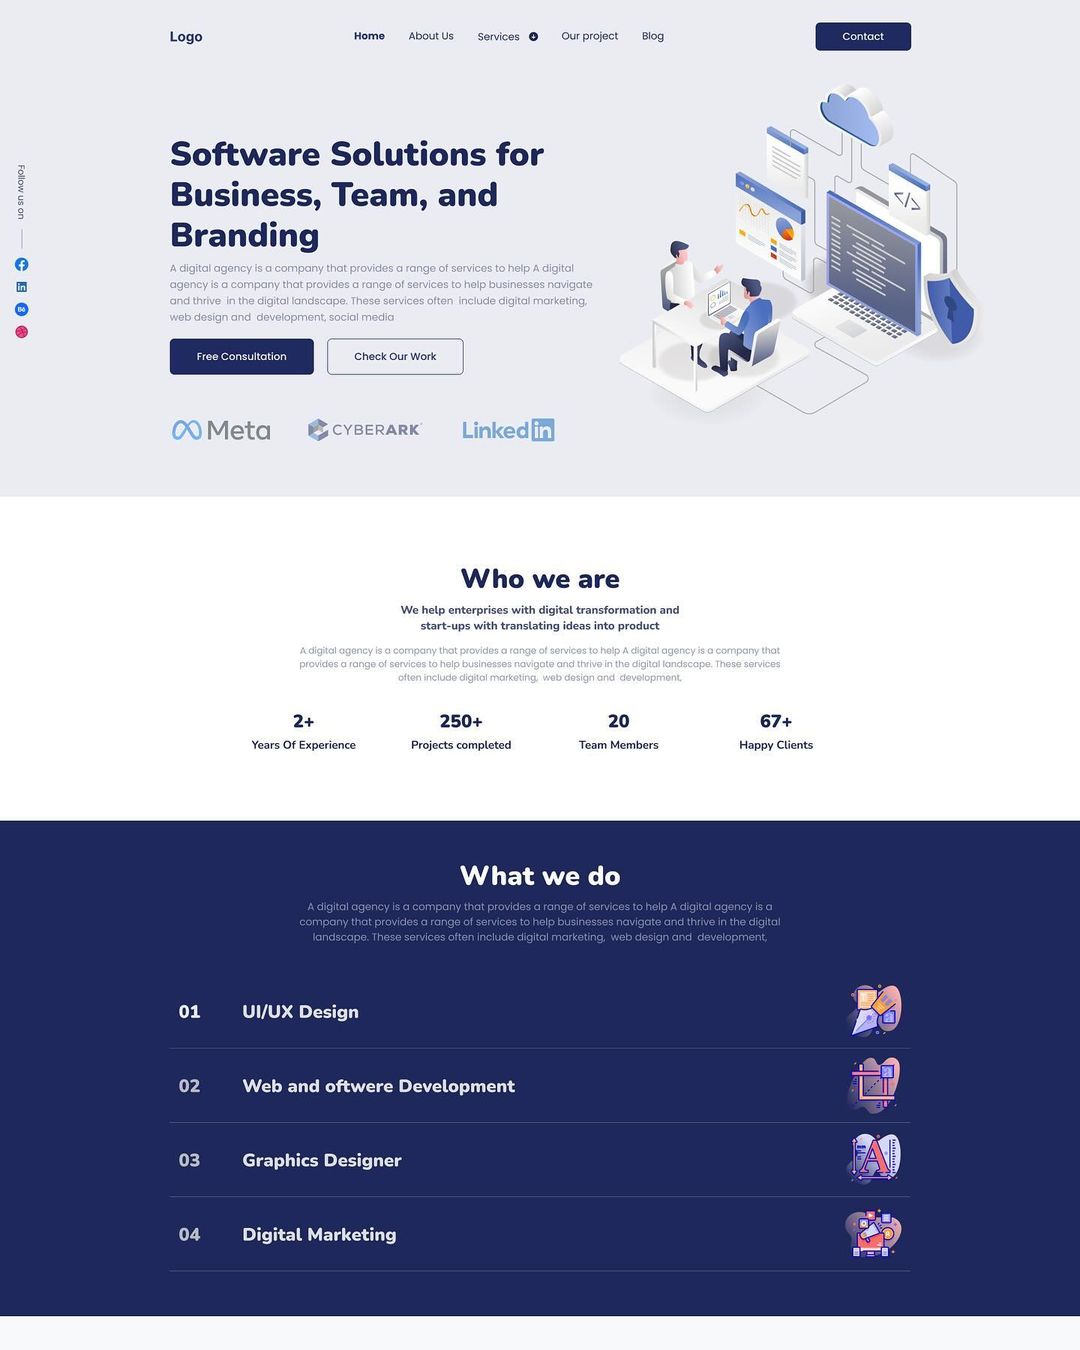 Logo
Home
About Us
Services
Our project
Blog
Contact
Follow us on
Software Solutions for
Business, Team, and
Branding
A digital agency is a company that provides a range of services to help A digital
agency is a company that provides a range of services to help businesses navigate
and thrive in the digital landscape. These services often include digital marketing,
web design and development, social media
Free Consultation
Check Our Work
</>
Meta
CYBERARK
Linked in
Who we are
We help enterprises with digital transformation and
start-ups with translating ideas into product
A digital agency is a company that provides a range of services to help A digital agency is a company that
provides a range of services to help businesses navigate and thrive in the digital landscape. These services
often include digital marketing, web design and development,
2+
Years Of Experience
250+
Projects completed
20
Team Members
67+
Happy Clients
What we do
A digital agency is a company that provides a range of services to help A digital agency is a
company that provides a range of services to help businesses navigate and thrive in the digital
landscape. These services often include digital marketing, web design and development,
01 UI/UX Design
02 Web and oftwere Development
03 Graphics Designer
A
04 Digital Marketing